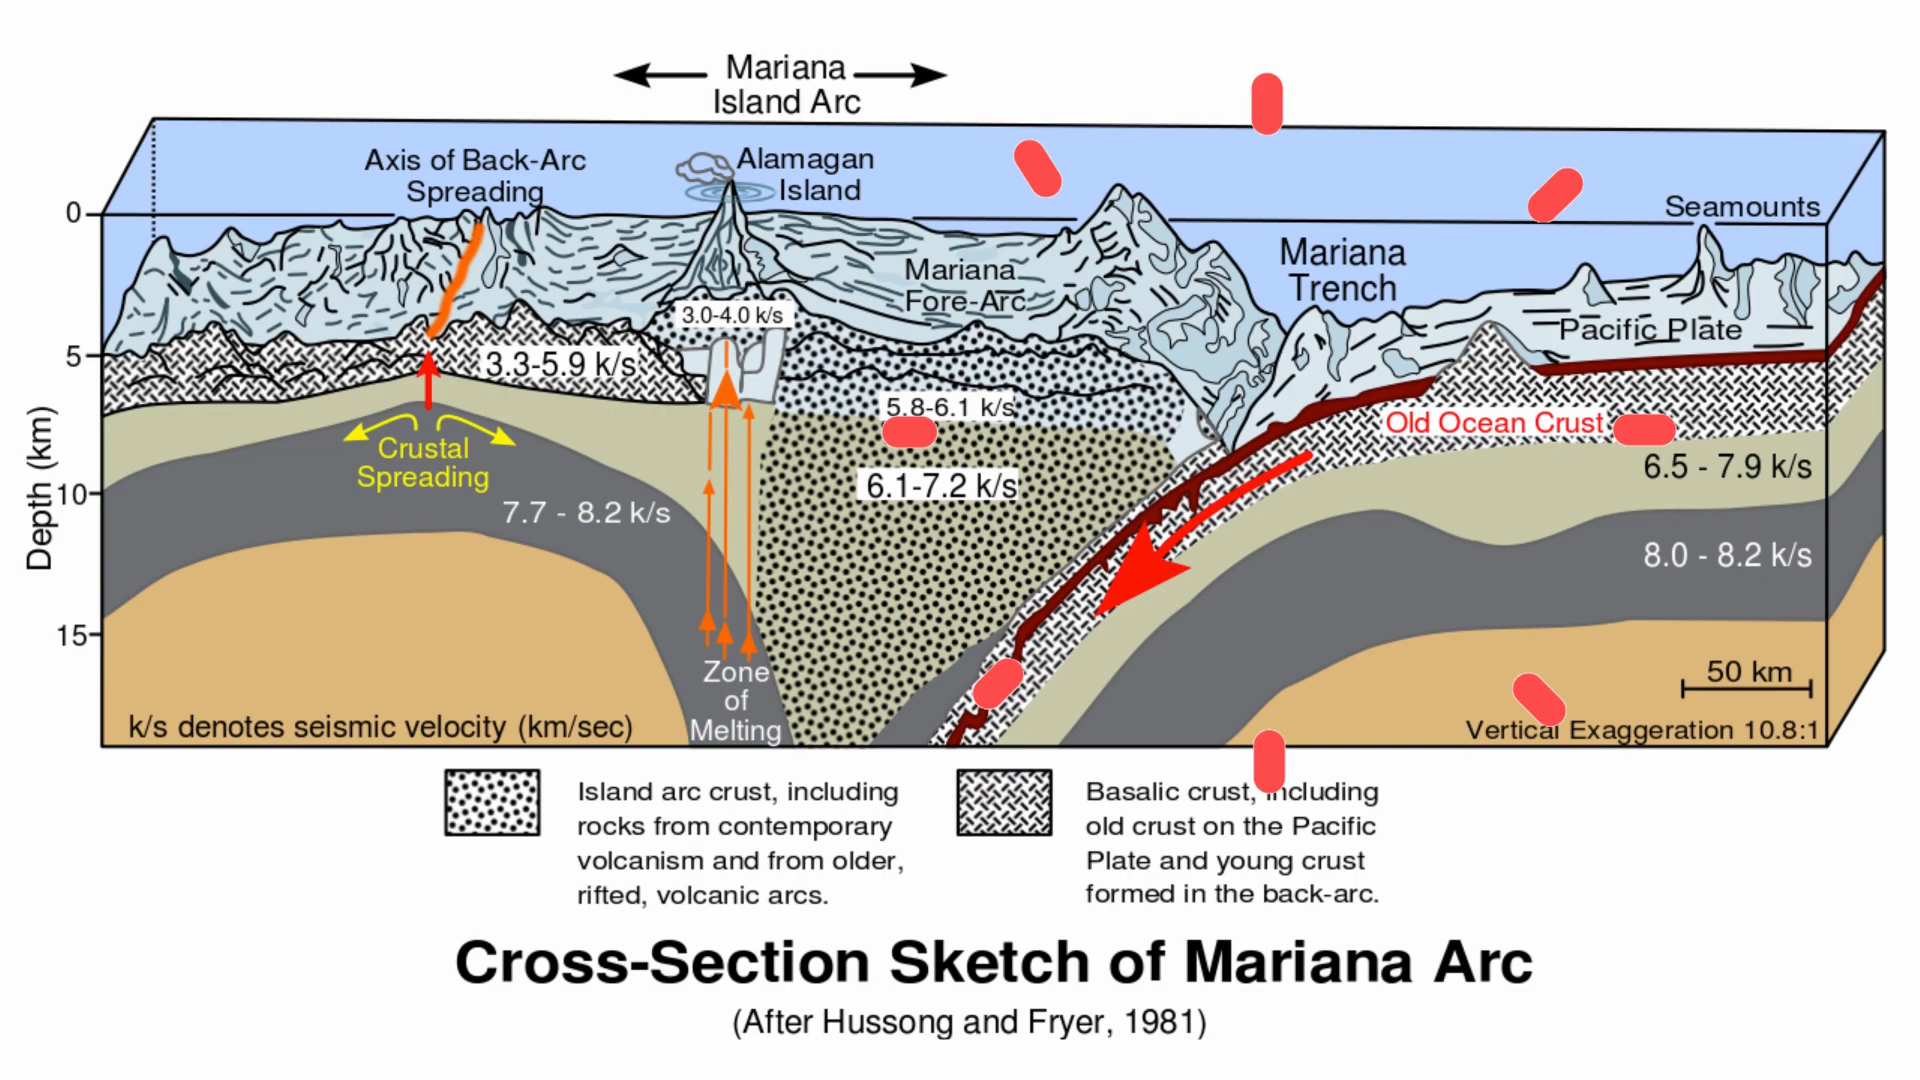 Mariana
Island Arc
Axis of Back-Arc
Spreading
Alamagan
Island
Seamounts
0
Mariana
Fore-Arc
Mariana
Trench
Pacific Plate
3.0-4.0 k/s
3.3-5.9 k/s
5
5.8-6.1 k/s
Old Ocean Crust
Crustal
Spreading
6.1-7.2 k/s
6.5 - 7.9 k/s
10
7.7 - 8.2 k/s
8.0 - 8.2 k/s
Depth (km)
15
Zone
of
Melting
50 km
k/s denotes seismic velocity (km/sec)
Vertical Exaggeration 10.8:1
Island arc crust, including
rocks from contemporary
volcanism and from older,
rifted, volcanic arcs.
Basalic crust, including
old crust on the Pacific
Plate and young crust
formed in the back-arc.
Cross-Section Sketch of Mariana Arc
(After Hussong and Fryer, 1981)